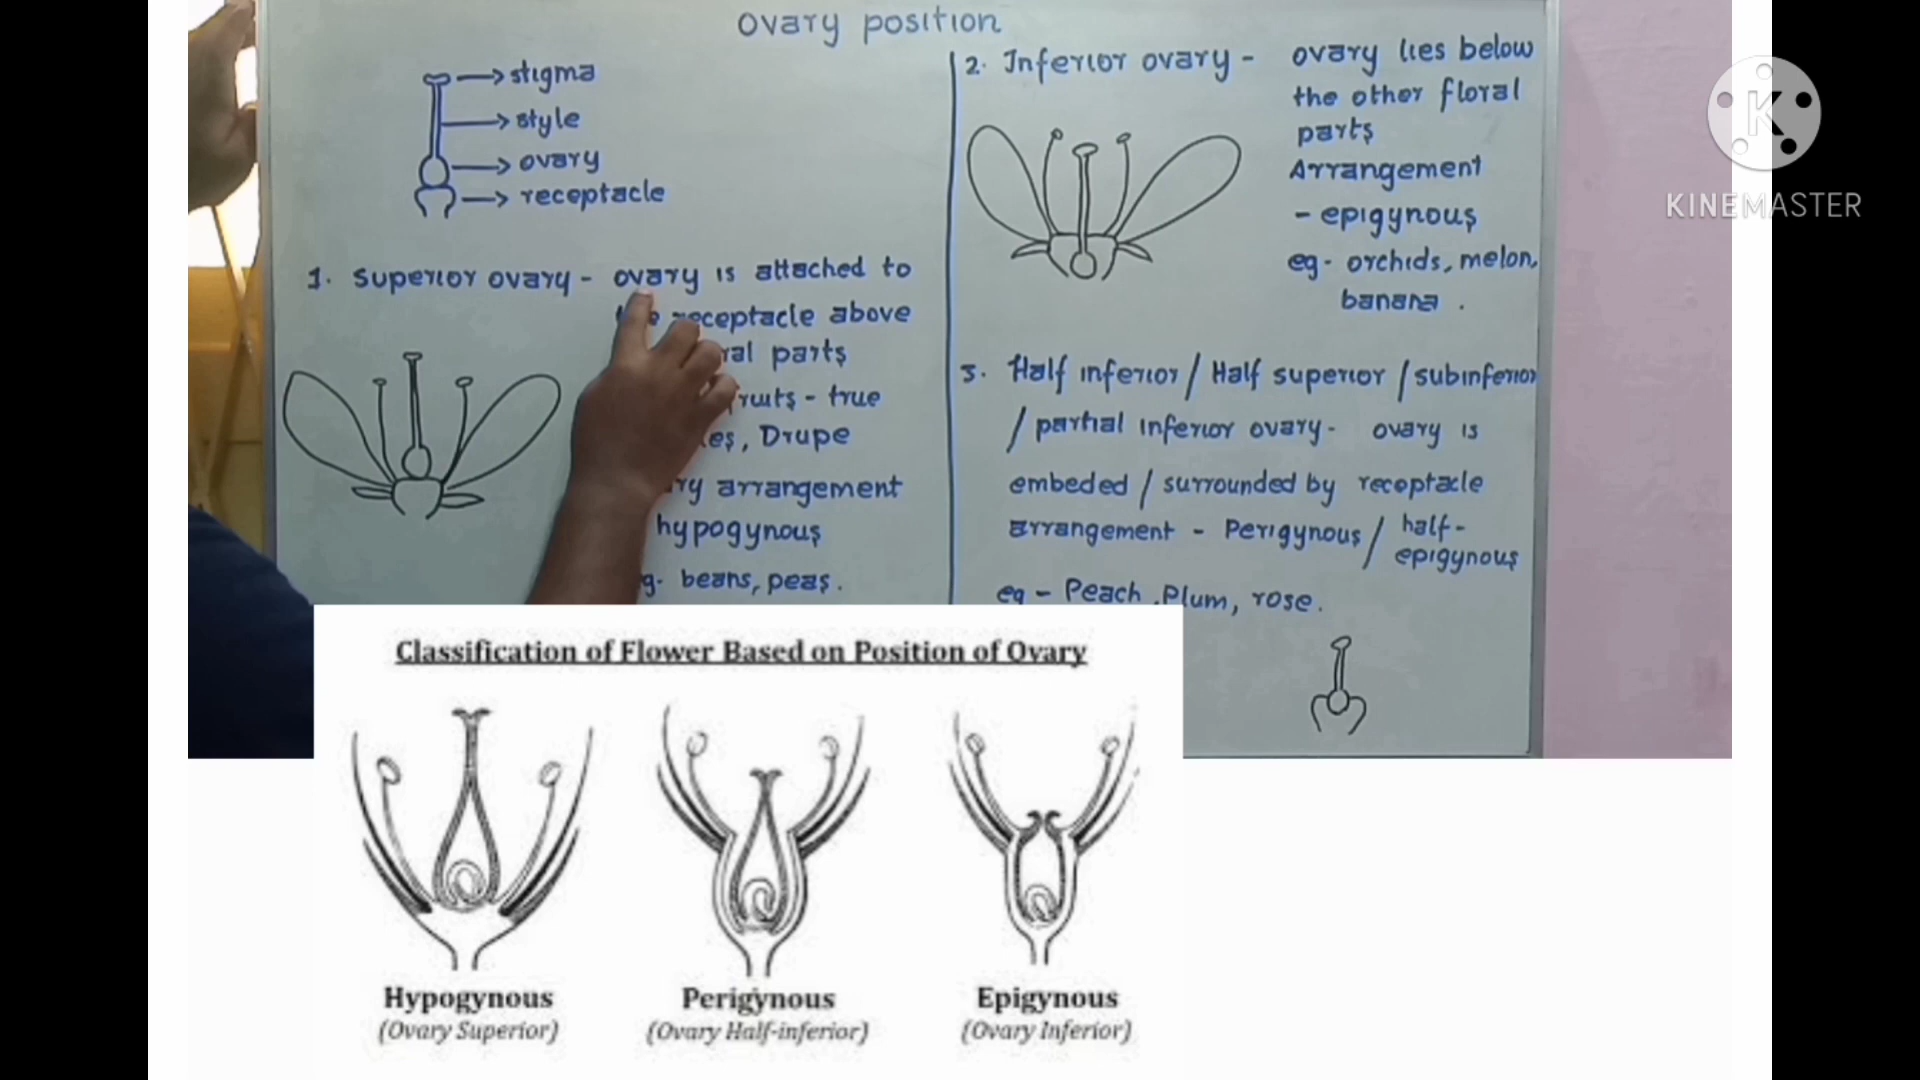 ovary position
stigma
style
ovary
receptacle
1. Superior ovary - ovary is attached to
receptacle above
parts
fruits - true
Drupe
arrangement
hypogynous
beans, peas.
2. Inferior ovary - ovary lies below
the other floral
parts
Arrangement
- epigynous
eg - orchids, melon,
banana.
3. Half inferior / Half superior / subinferior
/ partial inferior ovary - ovary is
embeded / surrounded by receptacle
arrangement - Perigynous / half-
epigynous
eg - Peach, Plum, rose.
K
KINEMASTER
Classification of Flower Based on Position of Ovary
Hypogynous
(Ovary Superior)
Perigynous
(Ovary Half-inferior)
Epigynous
(Ovary Inferior)